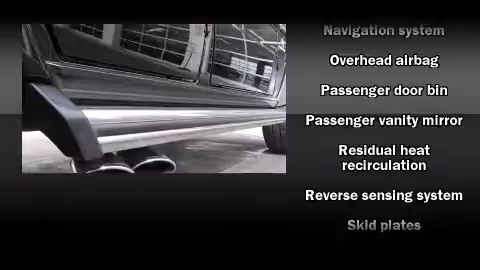 Navigation system
Overhead airbag
Passenger door bin
Passenger vanity mirror
Residual heat
recirculation
Reverse sensing system
Skid plates